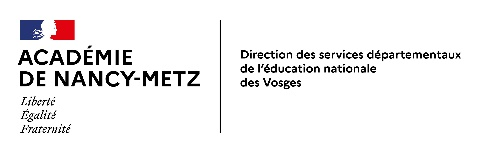 ACADÉMIE
DE NANCY-METZ
Liberté
Égalité
Fraternité
Direction des services départementaux
de l'éducation nationale
des Vosges